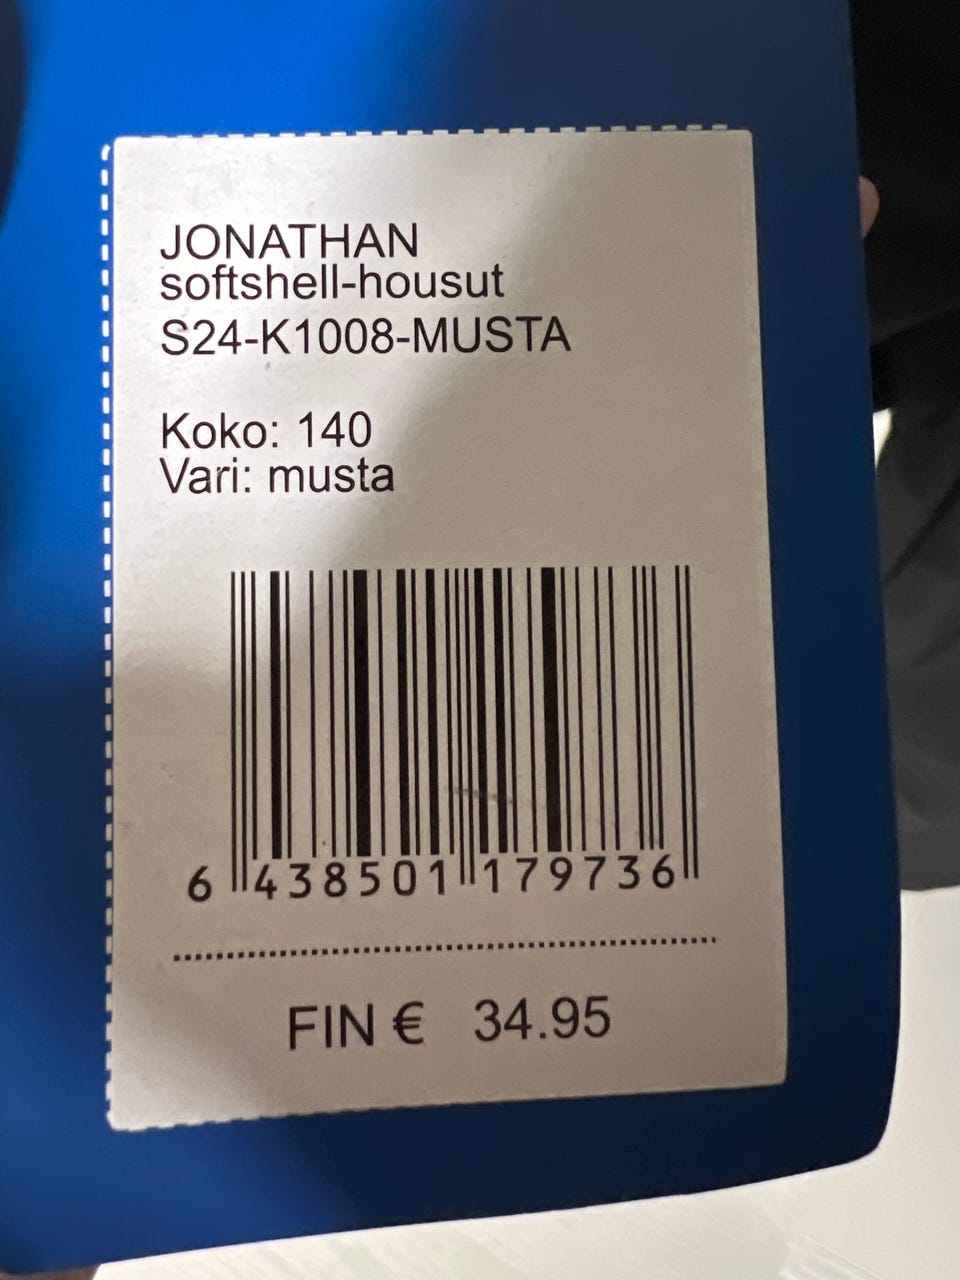 JONATHAN
softshell-housut
S24-K1008-MUSTA
Koko: 140
Vari: musta
6 438501 179736
FIN € 34.95